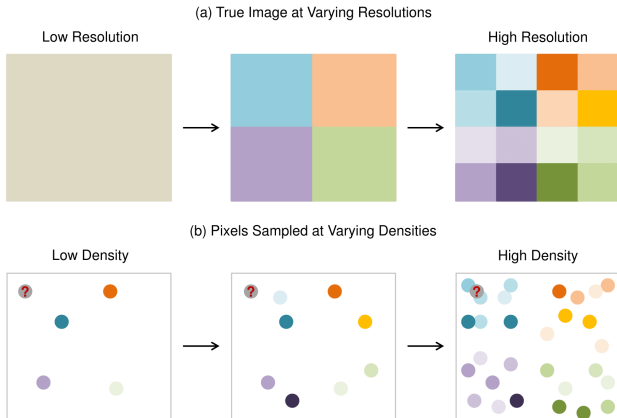 (a) True Image at Varying Resolutions
Low Resolution
High Resolution
(b) Pixels Sampled at Varying Densities
Low Density
High Density
?
?
?